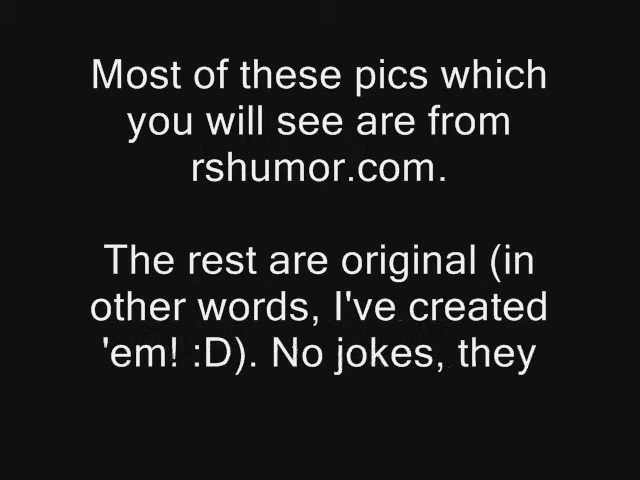 Most of these pics which
you will see are from
rshumor.com.
The rest are original (in
other words, I've created
'em! :D). No jokes, they